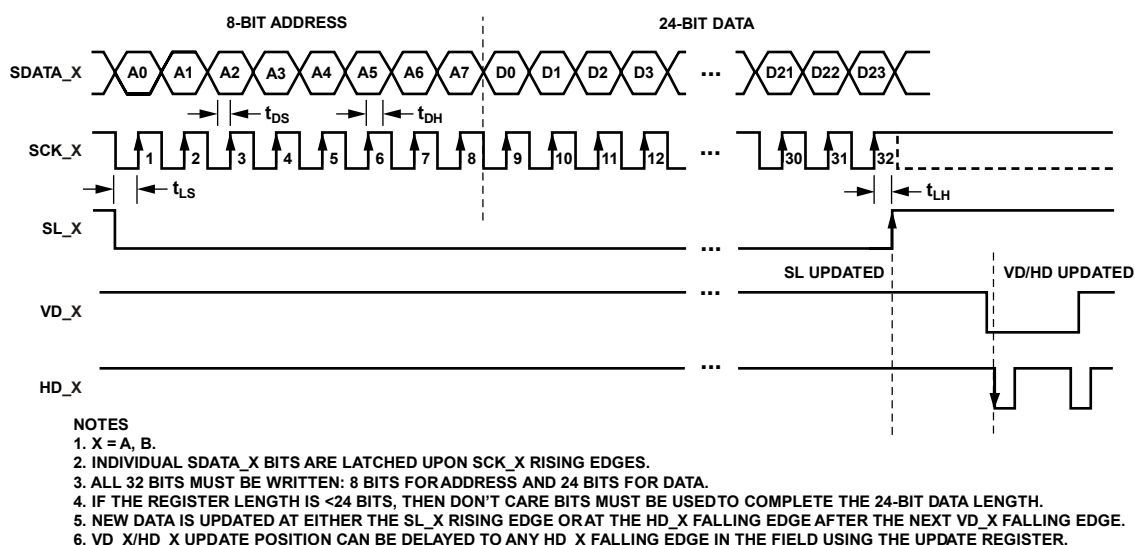 8-BIT ADDRESS 24-BIT DATA
SDATA_X A0 A1 A2 A3 A4 A5 A6 A7 D0 D1 D2 D3 ... D21 D22 D23
tDS tDH
SCK_X 1 2 3 4 5 6 7 8 9 10 11 12 ... 30 31 32
tLS tLH
SL_X ...
SL UPDATED VD/HD UPDATED
VD_X ...
HD_X ...
NOTES
1. X = A, B.
2. INDIVIDUAL SDATA_X BITS ARE LATCHED UPON SCK_X RISING EDGES.
3. ALL 32 BITS MUST BE WRITTEN: 8 BITS FOR ADDRESS AND 24 BITS FOR DATA.
4. IF THE REGISTER LENGTH IS <24 BITS, THEN DON'T CARE BITS MUST BE USED TO COMPLETE THE 24-BIT DATA LENGTH.
5. NEW DATA IS UPDATED AT EITHER THE SL_X RISING EDGE OR AT THE HD_X FALLING EDGE AFTER THE NEXT VD_X FALLING EDGE.
6. VD_X/HD_X UPDATE POSITION CAN BE DELAYED TO ANY HD_X FALLING EDGE IN THE FIELD USING THE UPDATE REGISTER.